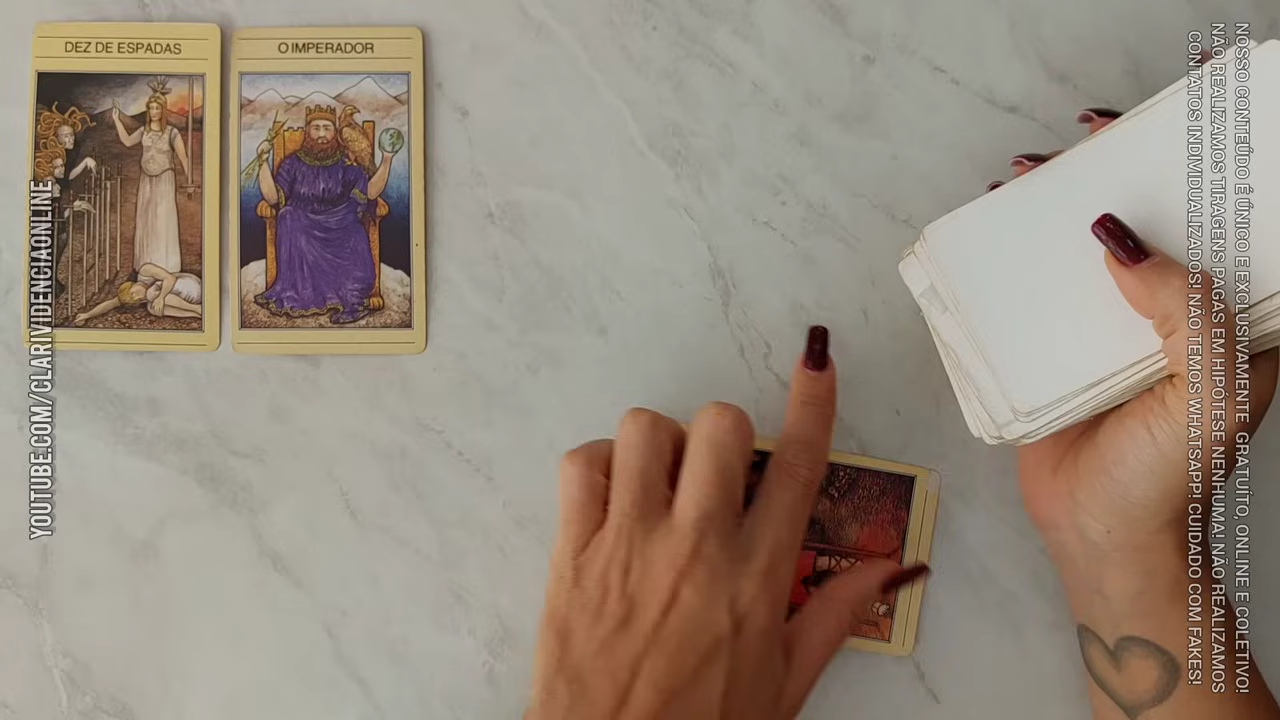 DEZ DE ESPADAS
O IMPERADOR
YOUTUBE.COM/CLARIVIDENCIAONLINE
NOSSO CONTEÚDO É ÚNICO E EXCLUSIVAMENTE GRATUÍTO, ONLINE E COLETIVO!
NÃO REALIZAMOS TIRAGENS PAGAS EM HIPÓTESE NENHUMA! NÃO REALIZAMOS
CONTATOS INDIVIDUALIZADOS! NÃO TEMOS WHATSAPP! CUIDADO COM FAKES!